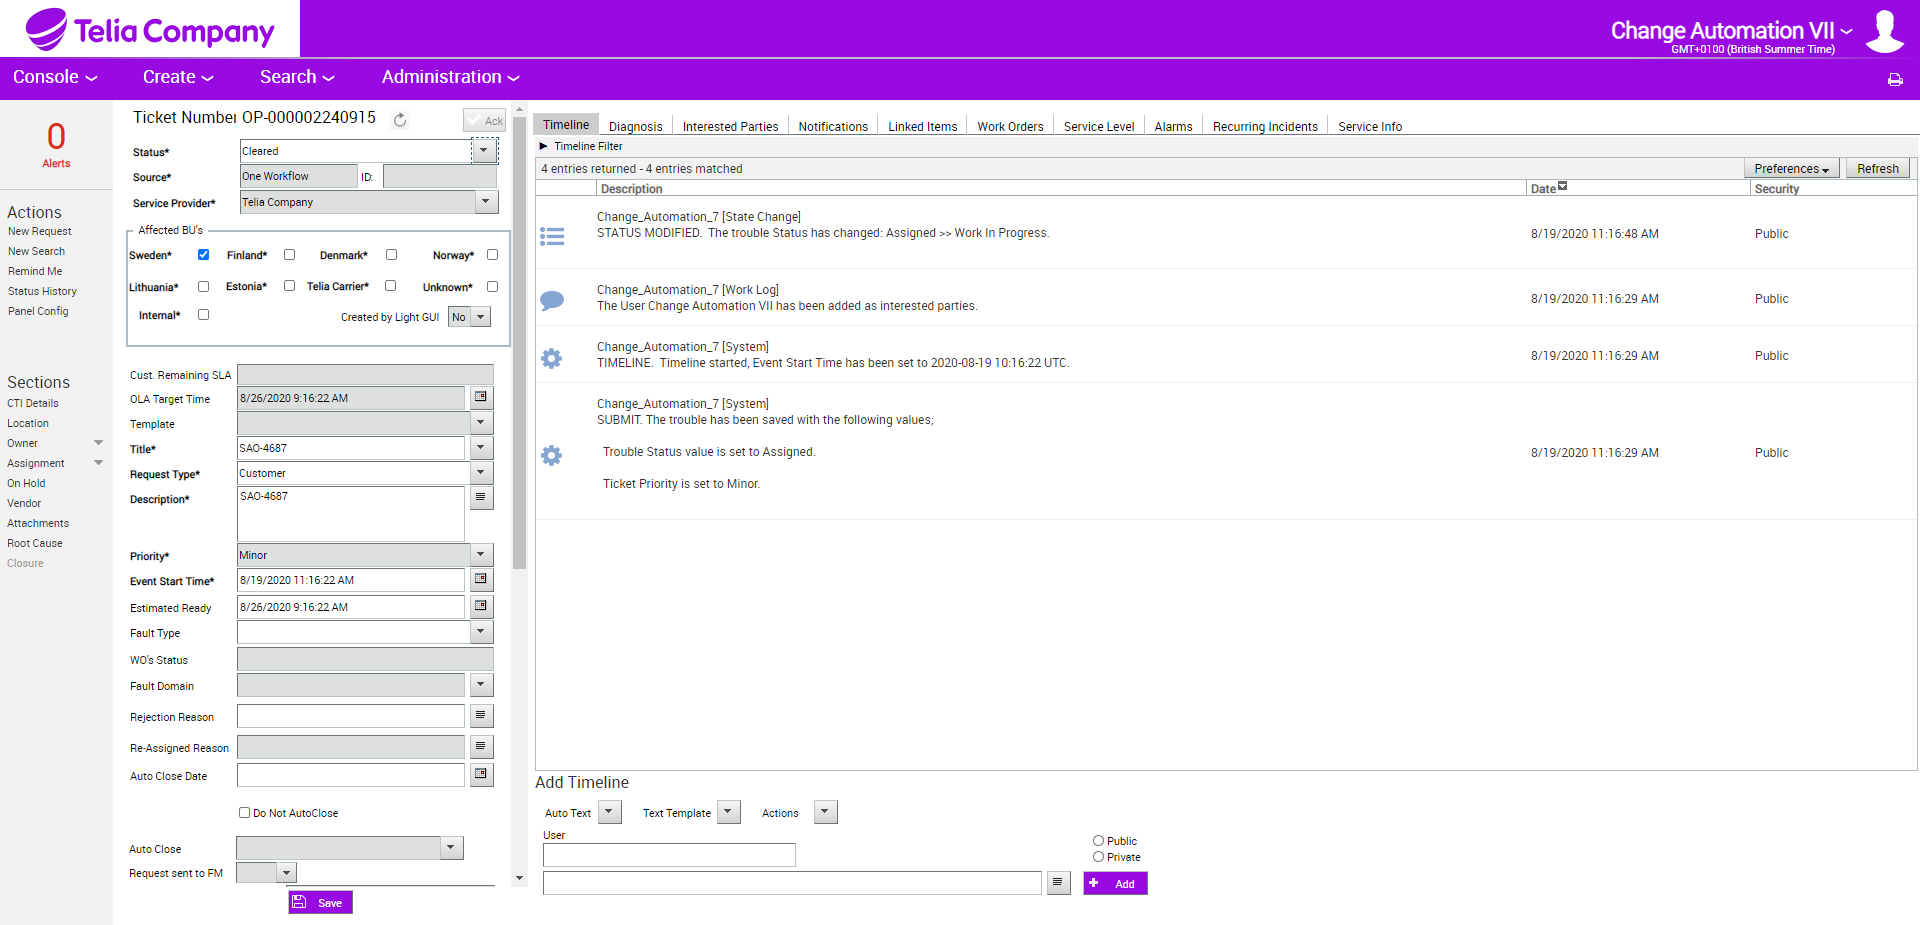 Telia Company
Change Automation VII
GMT+0100 (British Summer Time)
Console Create Search Administration
0
Alerts
Actions
New Request
New Search
Remind Me
Status History
Panel Config
Sections
CTI Details
Location
Owner
Assignment
On Hold
Vendor
Attachments
Root Cause
Closure
Ticket Number OP-000002240915
Ack
Status* Cleared
Source* One Workflow ID:
Service Provider* Telia Company
Affected BU's
Sweden* Finland* Denmark* Norway*
Lithuania* Estonia* Telia Carrier* Unknown*
Internal* Created by Light GUI No
Cust. Remaining SLA
OLA Target Time 8/26/2020 9:16:22 AM
Template
Title* SAO-4687
Request Type* Customer
Description* SAO-4687
Priority* Minor
Event Start Time* 8/19/2020 11:16:22 AM
Estimated Ready 8/26/2020 9:16:22 AM
Fault Type
WO's Status
Fault Domain
Rejection Reason
Re-Assigned Reason
Auto Close Date
Do Not AutoClose
Auto Close
Request sent to FM
Save
Timeline Diagnosis Interested Parties Notifications Linked Items Work Orders Service Level Alarms Recurring Incidents Service Info
Timeline Filter
4 entries returned - 4 entries matched Preferences Refresh
Description Date Security
Change_Automation_7 [State Change]
STATUS MODIFIED. The trouble Status has changed: Assigned >> Work In Progress.
8/19/2020 11:16:48 AM Public
Change_Automation_7 [Work Log]
The User Change Automation VII has been added as interested parties.
8/19/2020 11:16:29 AM Public
Change_Automation_7 [System]
TIMELINE. Timeline started, Event Start Time has been set to 2020-08-19 10:16:22 UTC.
8/19/2020 11:16:29 AM Public
Change_Automation_7 [System]
SUBMIT. The trouble has been saved with the following values;
Trouble Status value is set to Assigned.
8/19/2020 11:16:29 AM Public
Ticket Priority is set to Minor.
Add Timeline
Auto Text Text Template Actions
User
Public
Private
Add